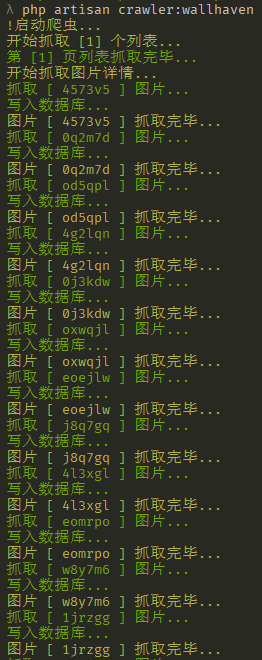 λ php artisan crawler:wallhaven
!启动爬虫...
开始抓取 [1] 个列表...
第 [1] 页列表抓取完毕...
开始抓取图片详情...
抓取 [ 4573v5 ] 图片...
写入数据库...
图片 [ 4573v5 ] 抓取完毕...
抓取 [ 0q2m7d ] 图片...
写入数据库...
图片 [ 0q2m7d ] 抓取完毕...
抓取 [ od5qpl ] 图片...
写入数据库...
图片 [ od5qpl ] 抓取完毕...
抓取 [ 4g2lqn ] 图片...
写入数据库...
图片 [ 4g2lqn ] 抓取完毕...
抓取 [ 0j3kdw ] 图片...
写入数据库...
图片 [ 0j3kdw ] 抓取完毕...
抓取 [ oxwqjl ] 图片...
写入数据库...
图片 [ oxwqjl ] 抓取完毕...
抓取 [ eoejlw ] 图片...
写入数据库...
图片 [ eoejlw ] 抓取完毕...
抓取 [ j8q7gq ] 图片...
写入数据库...
图片 [ j8q7gq ] 抓取完毕...
抓取 [ 4l3xgl ] 图片...
写入数据库...
图片 [ 4l3xgl ] 抓取完毕...
抓取 [ eomrpo ] 图片...
写入数据库...
图片 [ eomrpo ] 抓取完毕...
抓取 [ w8y7m6 ] 图片...
写入数据库...
图片 [ w8y7m6 ] 抓取完毕...
抓取 [ 1jrzgg ] 图片...
写入数据库...
图片 [ 1jrzgg ] 抓取完毕...